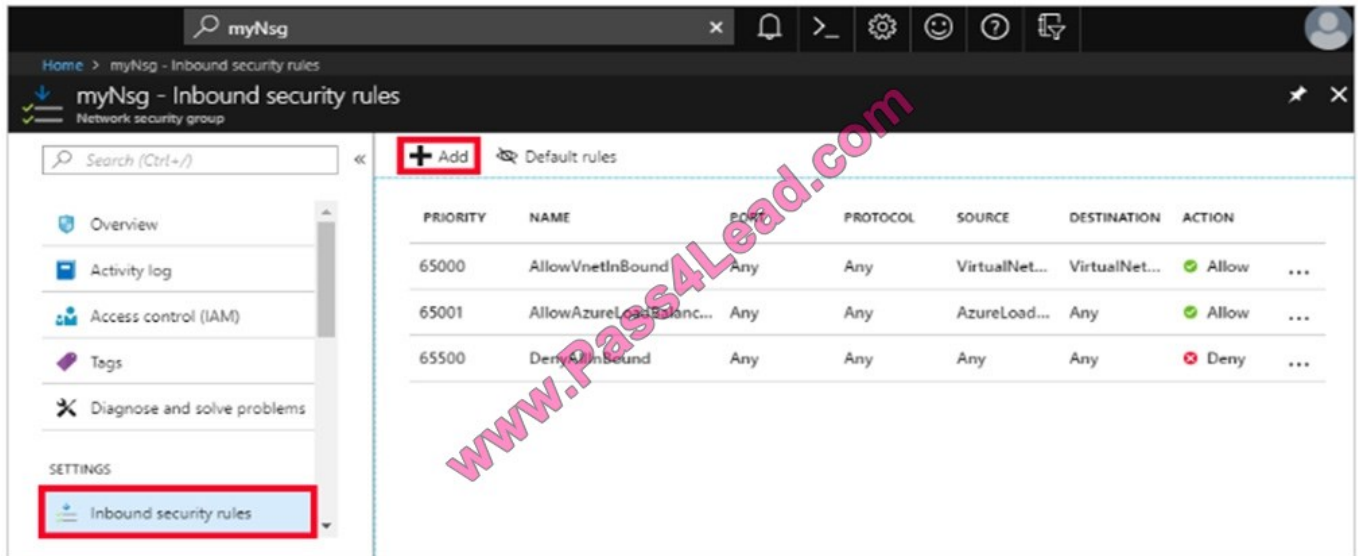 myNsg
Home > myNsg - Inbound security rules
myNsg - Inbound security rules
Network security group
Search (Ctrl+/)
Add
Default rules
Overview
Activity log
Access control (IAM)
Tags
Diagnose and solve problems
SETTINGS
Inbound security rules
PRIORITY NAME PORT PROTOCOL SOURCE DESTINATION ACTION
65000 AllowVnetInBound Any Any VirtualNet... VirtualNet... Allow ...
65001 AllowAzureLoadBalanc... Any Any AzureLoad... Any Allow ...
65500 DenyAllInBound Any Any Any Any Deny ...
www.Pass4Lead.com